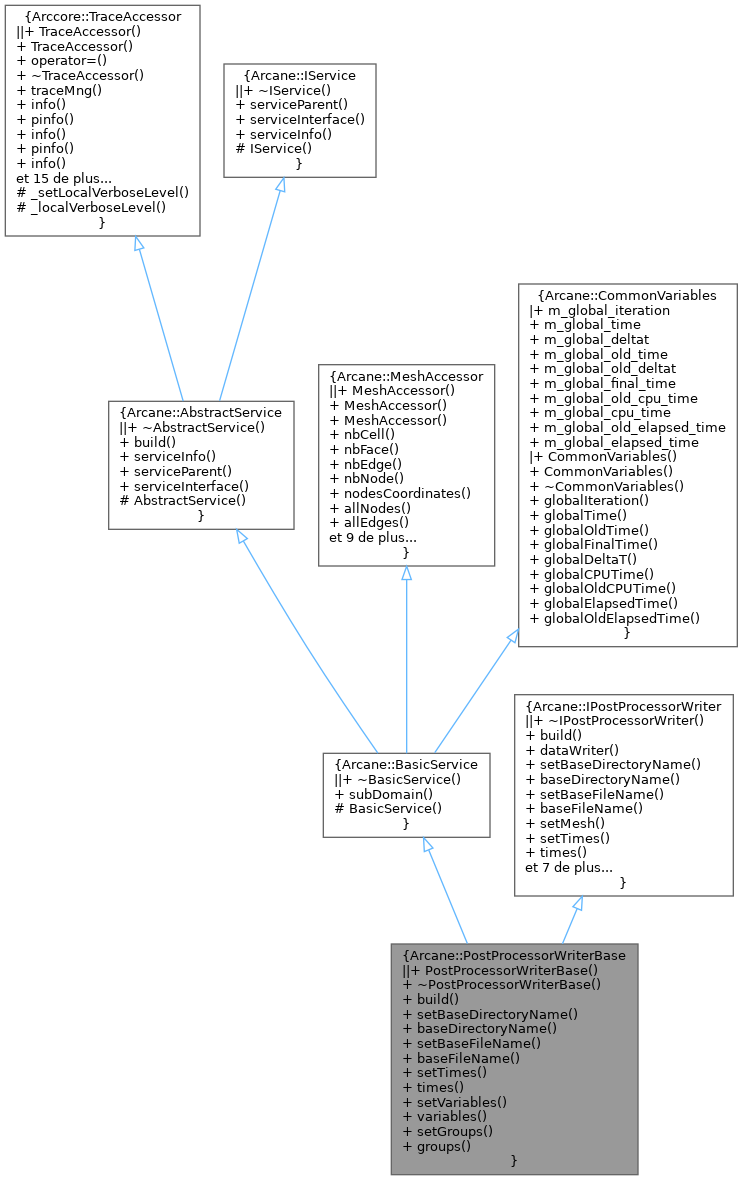 {Arccore::TraceAccessor
||+ TraceAccessor()
+ TraceAccessor()
+ operator=()
+ ~TraceAccessor()
+ traceMng()
+ info()
+ pinfo()
+ info()
+ pinfo()
+ info()
et 15 de plus...
# _setLocalVerboseLevel()
# _localVerboseLevel()
}
{Arcane::IService
||+ ~IService()
+ serviceParent()
+ serviceInterface()
+ serviceInfo()
# IService()
}
{Arcane::CommonVariables
|+ m_global_iteration
+ m_global_time
+ m_global_deltat
+ m_global_old_time
+ m_global_old_deltat
+ m_global_final_time
+ m_global_old_cpu_time
+ m_global_cpu_time
+ m_global_old_elapsed_time
+ m_global_elapsed_time
|+ CommonVariables()
+ CommonVariables()
+ ~CommonVariables()
+ globalIteration()
+ globalTime()
+ globalOldTime()
+ globalFinalTime()
+ globalDeltaT()
+ globalCPUTime()
+ globalOldCPUTime()
+ globalElapsedTime()
+ globalOldElapsedTime()
}
{Arcane::MeshAccessor
||+ MeshAccessor()
+ MeshAccessor()
+ MeshAccessor()
+ nbCell()
+ nbFace()
+ nbEdge()
+ nbNode()
+ nodesCoordinates()
+ allNodes()
+ allEdges()
et 9 de plus...
}
{Arcane::AbstractService
||+ ~AbstractService()
+ build()
+ serviceInfo()
+ serviceParent()
+ serviceInterface()
# AbstractService()
}
{Arcane::IPostProcessorWriter
||+ ~IPostProcessorWriter()
+ build()
+ dataWriter()
+ setBaseDirectoryName()
+ baseDirectoryName()
+ setBaseFileName()
+ baseFileName()
+ setMesh()
+ setTimes()
+ times()
et 7 de plus...
}
{Arcane::BasicService
||+ ~BasicService()
+ subDomain()
# BasicService()
}
{Arcane::PostProcessorWriterBase
||+ PostProcessorWriterBase()
+ ~PostProcessorWriterBase()
+ build()
+ setBaseDirectoryName()
+ baseDirectoryName()
+ setBaseFileName()
+ baseFileName()
+ setTimes()
+ times()
+ setVariables()
+ variables()
+ setGroups()
+ groups()
}